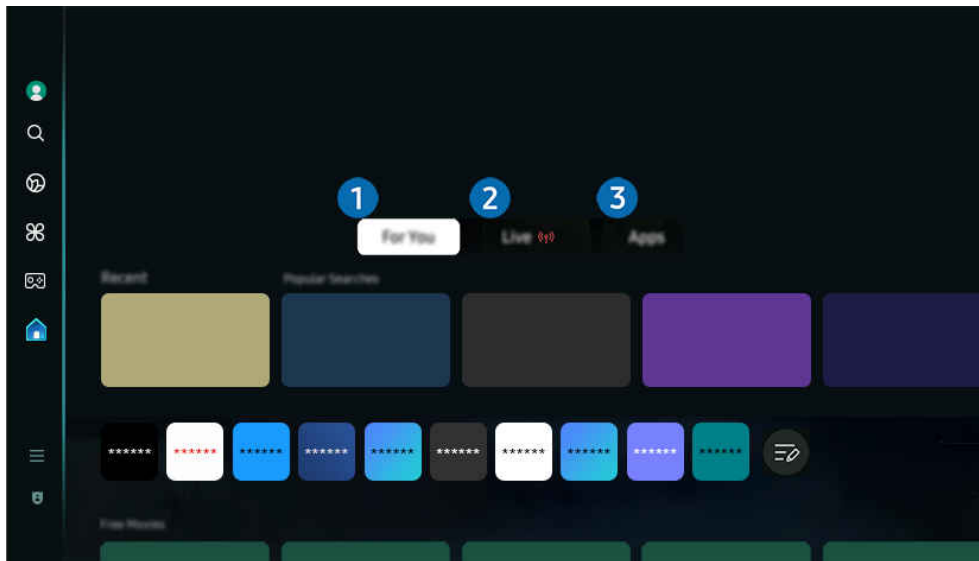 1 2 3
For You Live Apps
Recent Popular Searches
****** ****** ****** ****** ****** ****** ****** ****** ****** ******
Free Movies